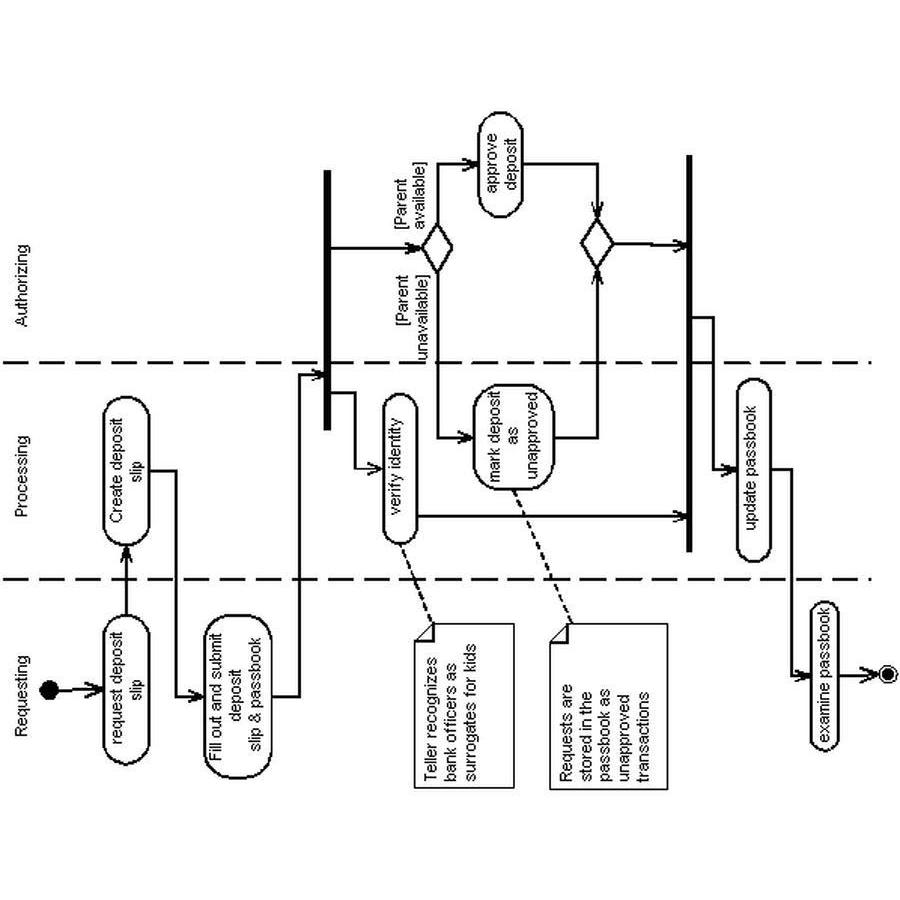 Requesting
Processing
Authorizing
request deposit
slip
Create deposit
slip
Fill out and submit
deposit
slip & passbook
[Parent
unavailable]
[Parent
available]
verify identity
Teller recognizes
bank officers as
surrogates for kids
mark deposit
as
unapproved
approve
deposit
Requests are
stored in the
passbook as
unapproved
transactions
update passbook
examine passbook